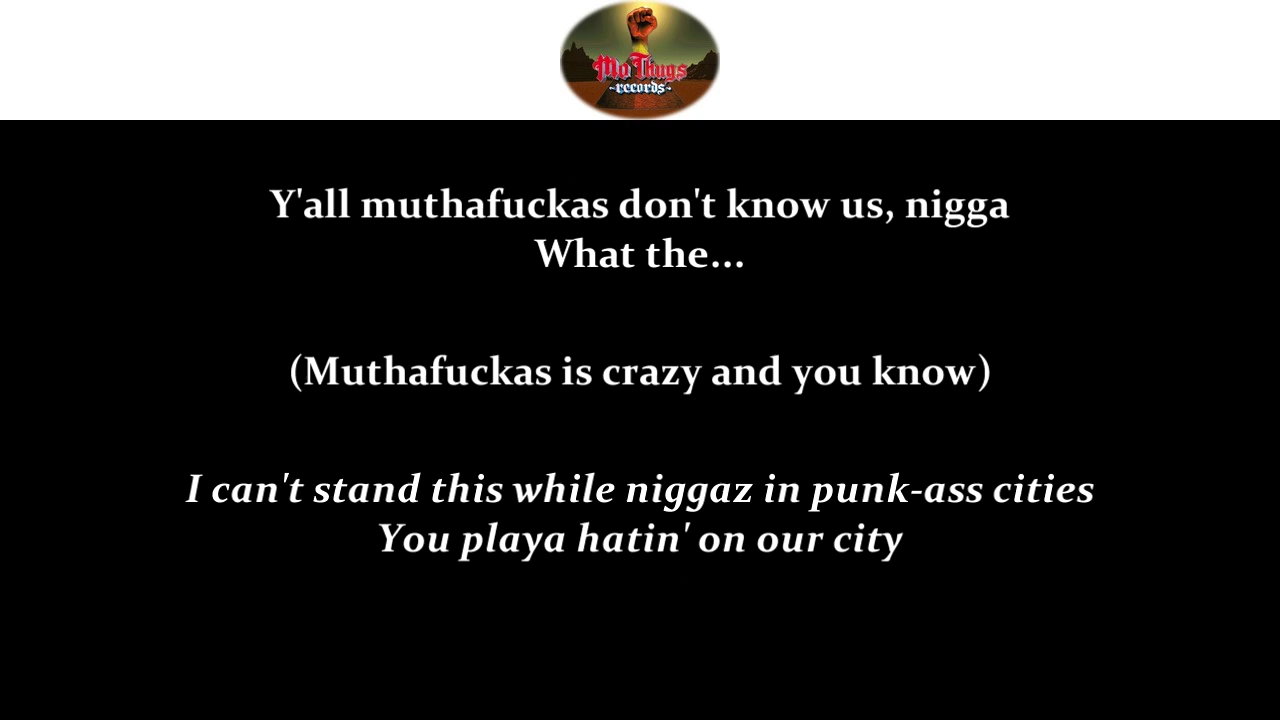 Mo Thugs
~records~
Y'all muthafuckas don't know us, nigga
What the...
(Muthafuckas is crazy and you know)
I can't stand this while niggaz in punk-ass cities
You playa hatin' on our city